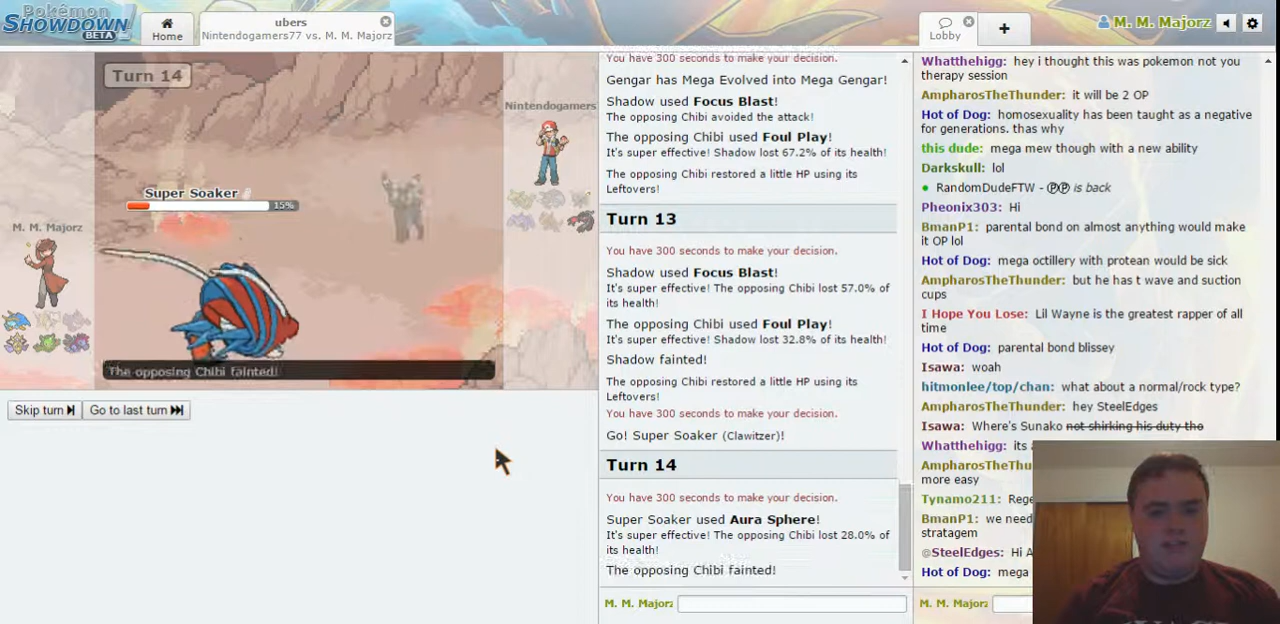 Pokémon
SHOWDOWN
BETA
Home
ubers
Nintendogamers77 vs. M. M. Majorz
Lobby
+
M. M. Majorz
Turn 14
Super Soaker
15%
M. M. Majorz
Nintendogamers
The opposing Chibi fainted!
Skip turn
Go to last turn
You have 300 seconds to make your decision.
Gengar has Mega Evolved into Mega Gengar!
Shadow used Focus Blast!
The opposing Chibi avoided the attack!
The opposing Chibi used Foul Play!
It's super effective! Shadow lost 67.2% of its health!
The opposing Chibi restored a little HP using its
Leftovers!
Turn 13
You have 300 seconds to make your decision.
Shadow used Focus Blast!
It's super effective! The opposing Chibi lost 57.0% of
its health!
The opposing Chibi used Foul Play!
It's super effective! Shadow lost 32.8% of its health!
Shadow fainted!
The opposing Chibi restored a little HP using its
Leftovers!
You have 300 seconds to make your decision.
Go! Super Soaker (Clawitzer)!
Turn 14
You have 300 seconds to make your decision.
Super Soaker used Aura Sphere!
It's super effective! The opposing Chibi lost 28.0% of
its health!
The opposing Chibi fainted!
M. M. Majorz
Whatthehigg: hey i thought this was pokemon not you
therapy session
AmpharosTheThunder: it will be 2 OP
Hot of Dog: homosexuality has been taught as a negative
for generations. thas why
this dude: mega mew though with a new ability
Darkskull: lol
● RandomDudeFTW - ⓅⓅ is back
Pheonix303: Hi
BmanP1: parental bond on almost anything would make
it OP lol
Hot of Dog: mega octillery with protean would be sick
AmpharosTheThunder: but he has t wave and suction
cups
I Hope You Lose: Lil Wayne is the greatest rapper of all
time
Hot of Dog: parental bond blissey
Isawa: woah
hitmonlee/top/chan: what about a normal/rock type?
AmpharosTheThunder: hey SteelEdges
Isawa: Where's Sunako not shirking his duty tho
Whatthehigg: its
AmpharosTheThu
more easy
Tynamo211: Rege
BmanP1: we need
stratagem
@SteelEdges: Hi A
Hot of Dog: mega
M. M. Majorz